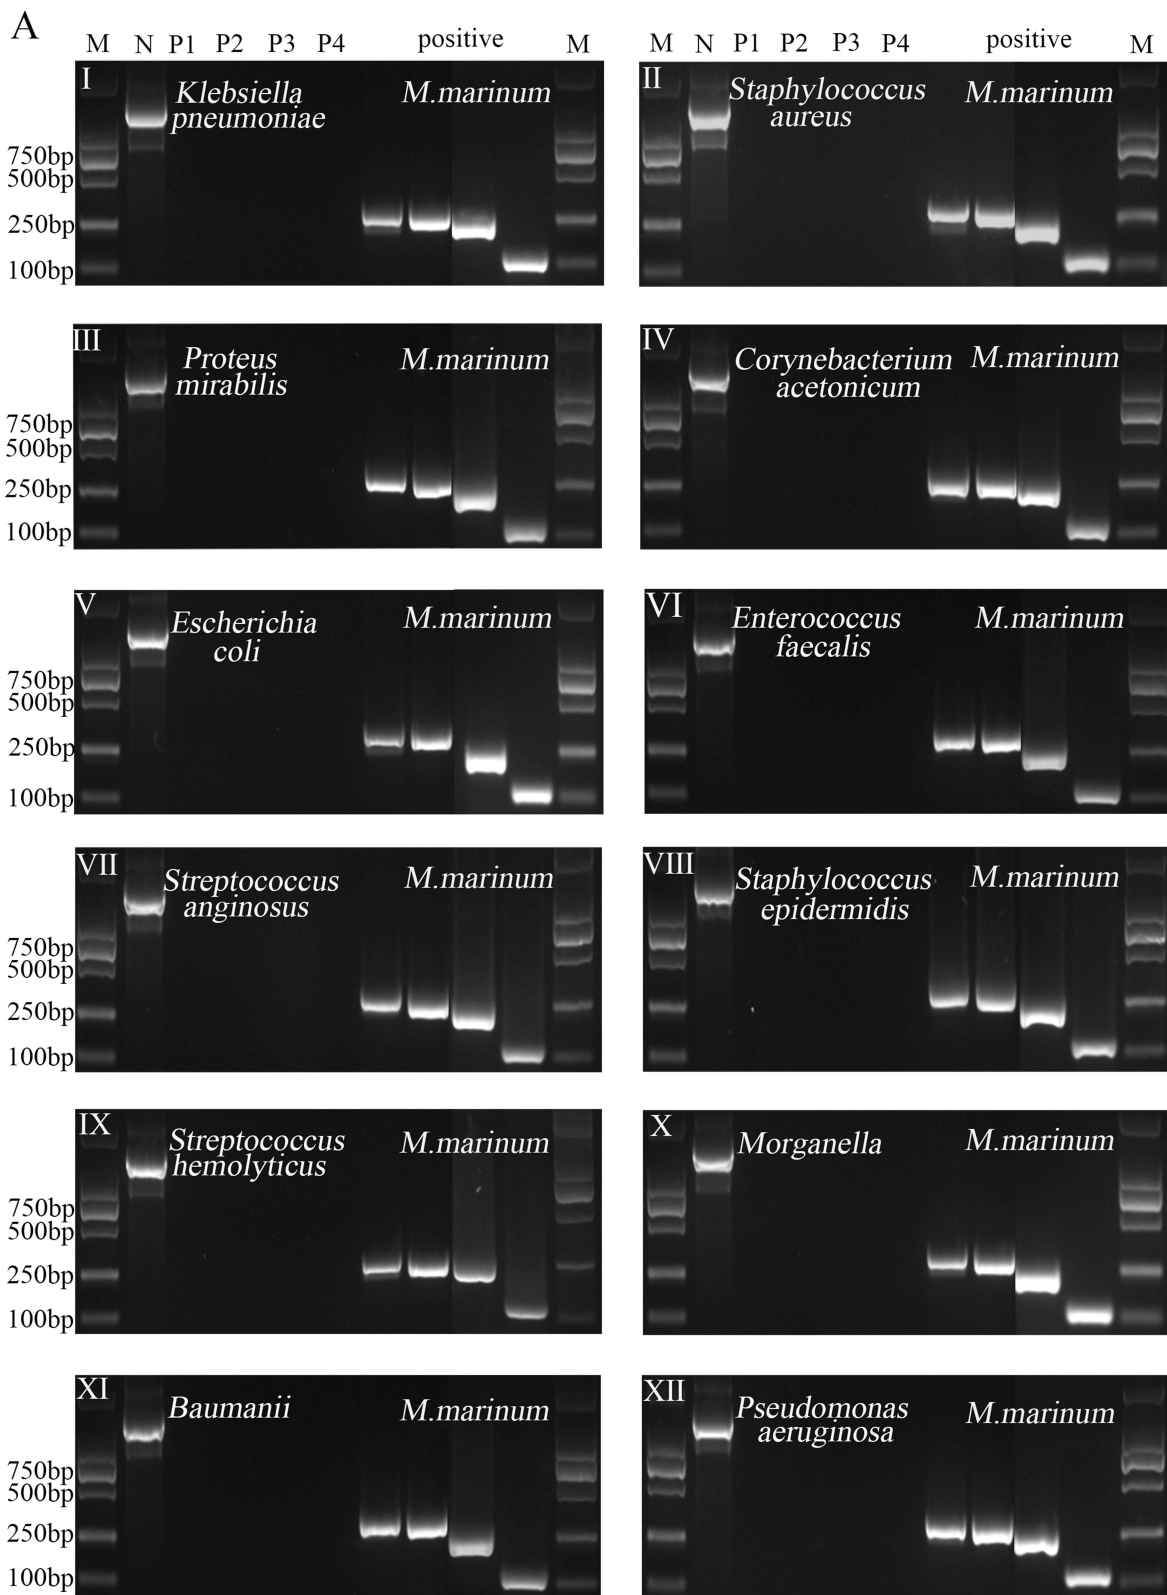 A
M N P1 P2 P3 P4 positive M
M N P1 P2 P3 P4 positive M
I
Klebsiella
pneumoniae
M.marinum
750bp
500bp
250bp
100bp
II
Staphylococcus
aureus
M.marinum
III
Proteus
mirabilis
M.marinum
750bp
500bp
250bp
100bp
IV
Corynebacterium
acetonicum
M.marinum
V
Escherichia
coli
M.marinum
750bp
500bp
250bp
100bp
VI
Enterococcus
faecalis
M.marinum
VII
Streptococcus
anginosus
M.marinum
750bp
500bp
250bp
100bp
VIII
Staphylococcus
epidermidis
M.marinum
IX
Streptococcus
hemolyticus
M.marinum
750bp
500bp
250bp
100bp
X
Morganella
M.marinum
XI
Baumanii
M.marinum
750bp
500bp
250bp
100bp
XII
Pseudomonas
aeruginosa
M.marinum